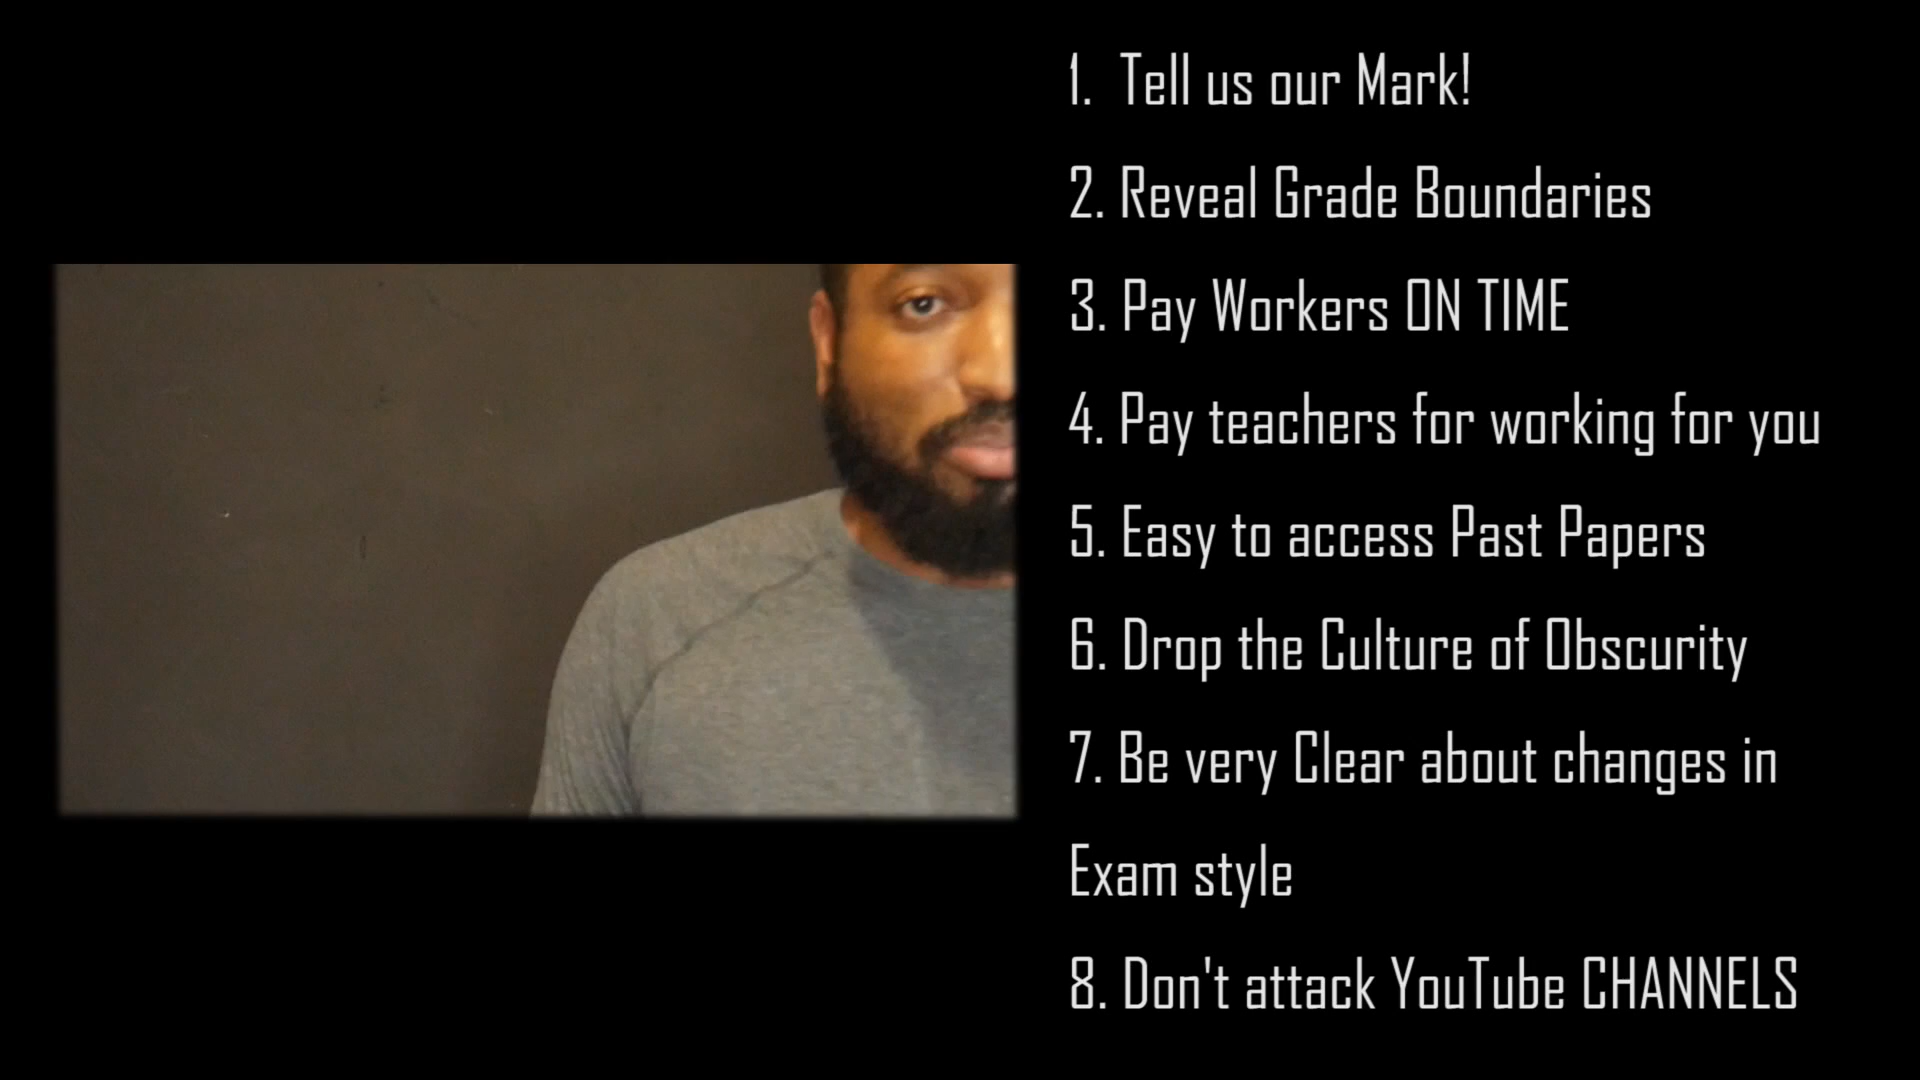 1. Tell us our Mark!
2. Reveal Grade Boundaries
3. Pay Workers ON TIME
4. Pay teachers for working for you
5. Easy to access Past Papers
6. Drop the Culture of Obscurity
7. Be very Clear about changes in
Exam style
8. Don't attack YouTube CHANNELS